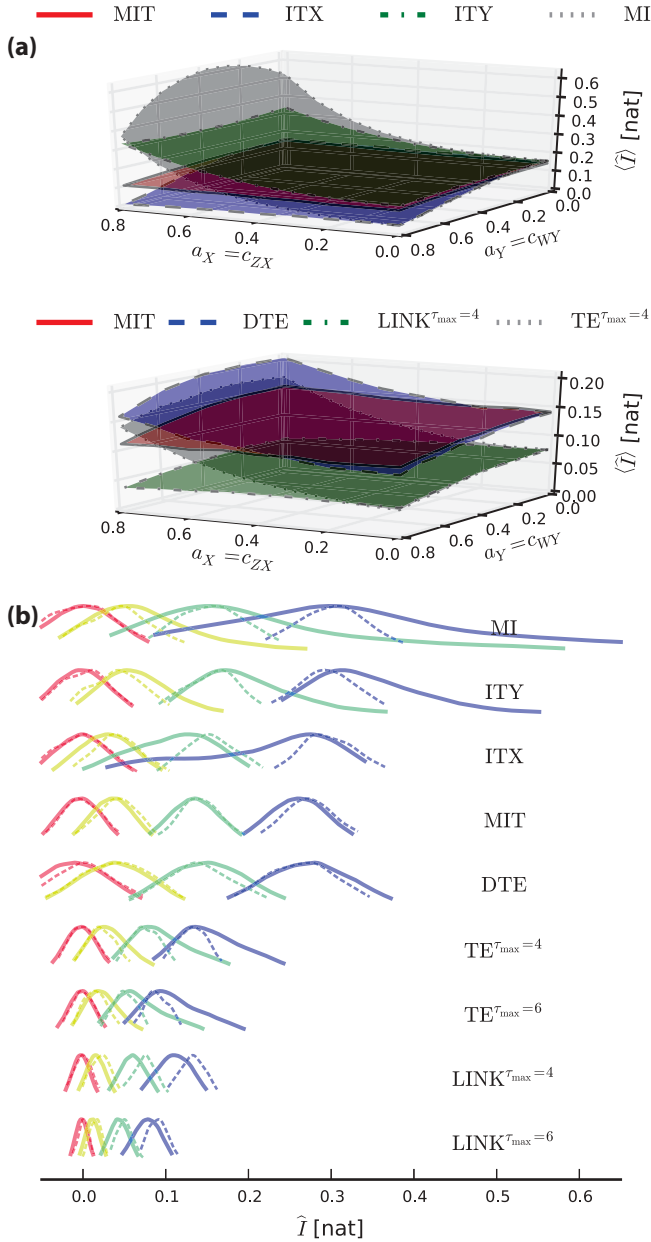 MIT ITX ITY MI
(a)
0.6
0.5
0.4
0.3
0.2
0.1
0.0
⟨Î⟩ [nat]
0.8 0.6 0.4 0.2 0.0
a_X = c_ZX
0.8 0.6 0.4 0.2 0.0
a_Y = c_WY
MIT DTE LINK^τmax=4 TE^τmax=4
0.20
0.15
0.10
0.05
0.00
⟨Î⟩ [nat]
0.8 0.6 0.4 0.2 0.0
a_X = c_ZX
0.8 0.6 0.4 0.2 0.0
a_Y = c_WY
(b)
MI
ITY
ITX
MIT
DTE
TE^τmax=4
TE^τmax=6
LINK^τmax=4
LINK^τmax=6
0.0 0.1 0.2 0.3 0.4 0.5 0.6
Î [nat]